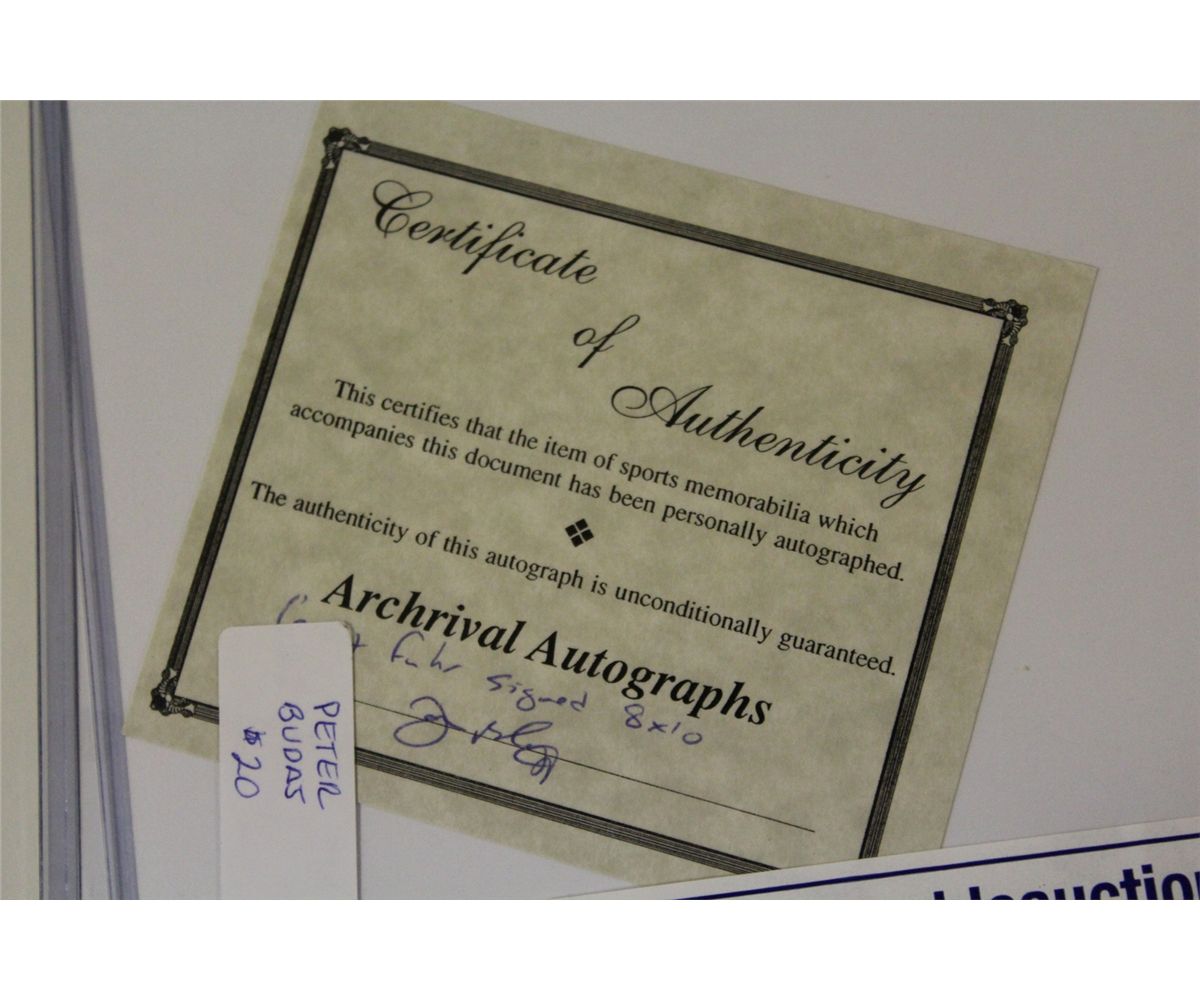 Certificate
of
Authenticity
This certifies that the item of sports memorabilia which
accompanies this document has been personally autographed.
The authenticity of this autograph is unconditionally guaranteed.
Archrival Autographs
Fuhr signed 8x10
PETER
BUDAS
$20